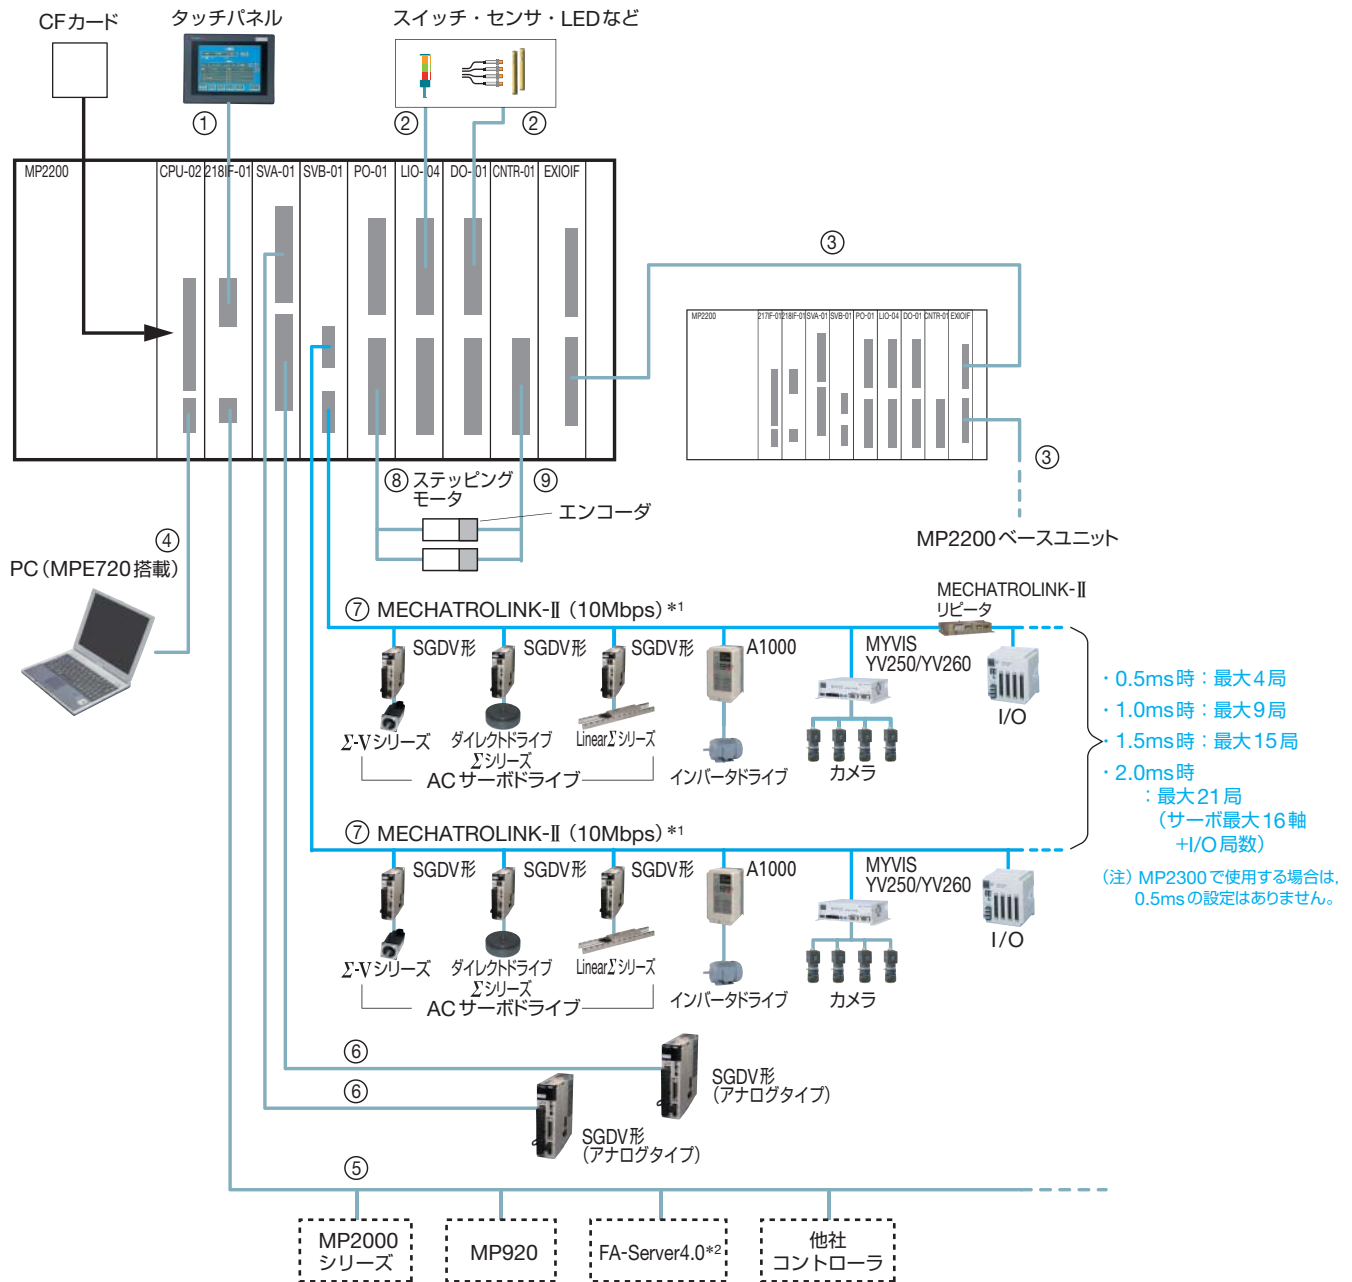 CFカード
タッチパネル
スイッチ・センサ・LEDなど
①
②
②
MP2200
CPU-02
218IF-01
SVA-01
SVB-01
PO-01
LIO-04
DO-01
CNTR-01
EXIOIF
③
MP2200
217IF-01
218IF-01
SVA-01
SVB-01
PO-01
LIO-04
DO-01
CNTR-01
EXIOIF
③
MP2200ベースユニット
⑧
ステッピング
モータ
⑨
エンコーダ
④
PC（MPE720搭載）
⑦ MECHATROLINK-Ⅱ（10Mbps）*1
MECHATROLINK-Ⅱ
リピータ
SGDV形
SGDV形
SGDV形
A1000
MYVIS
YV250/YV260
I/O
Σ-Vシリーズ
ダイレクトドライブ
Σシリーズ
LinearΣシリーズ
ACサーボドライブ
インバータドライブ
カメラ
・0.5ms時：最大4局
・1.0ms時：最大9局
・1.5ms時：最大15局
・2.0ms時
：最大21局
（サーボ最大16軸
+I/O局数）
（注）MP2300で使用する場合は,
0.5msの設定はありません。
⑦ MECHATROLINK-Ⅱ（10Mbps）*1
SGDV形
SGDV形
SGDV形
A1000
MYVIS
YV250/YV260
I/O
Σ-Vシリーズ
ダイレクトドライブ
Σシリーズ
LinearΣシリーズ
ACサーボドライブ
インバータドライブ
カメラ
⑥
SGDV形
（アナログタイプ）
⑥
SGDV形
（アナログタイプ）
⑤
MP2000
シリーズ
MP920
FA-Server4.0*2
他社
コントローラ